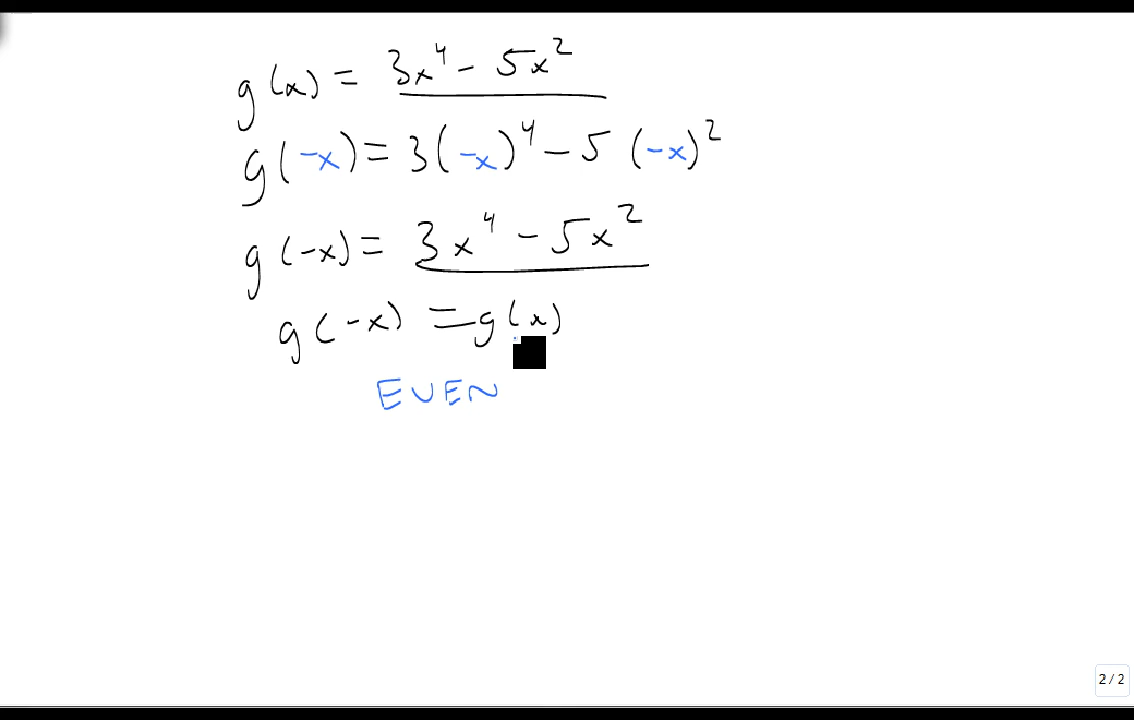 g(x) = 3x⁴ - 5x²
g(-x) = 3(-x)⁴ - 5(-x)²
g(-x) = 3x⁴ - 5x²
g(-x) = g(x)
EVEN
2 / 2